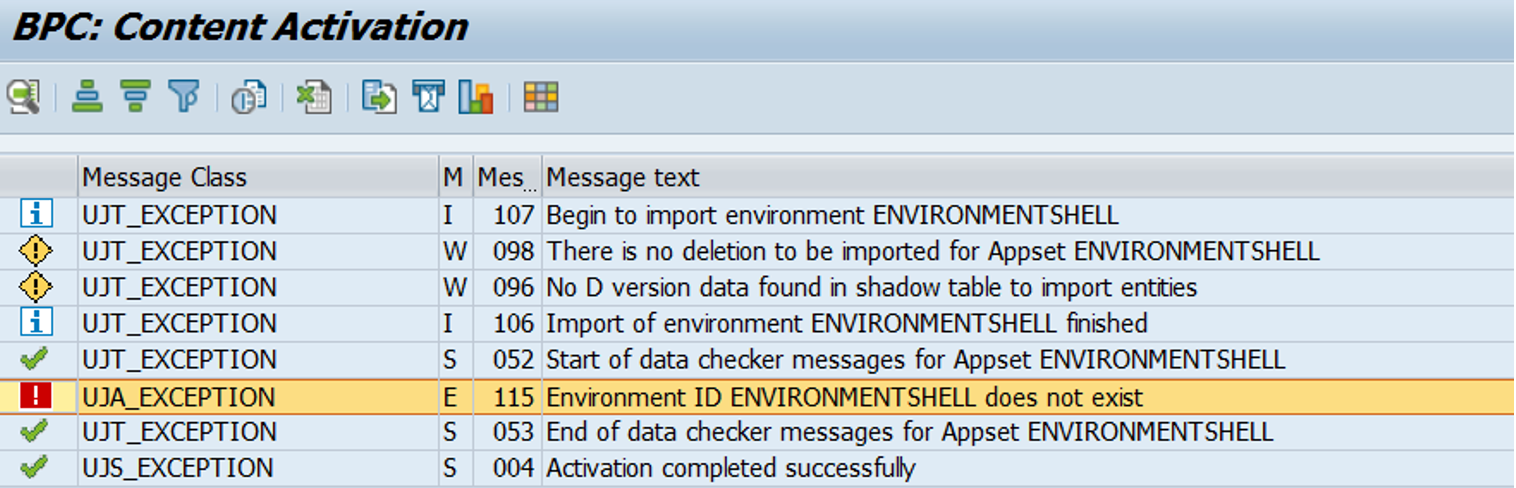 BPC: Content Activation
Message Class M Mes... Message text
UJT_EXCEPTION I 107 Begin to import environment ENVIRONMENTSHELL
UJT_EXCEPTION W 098 There is no deletion to be imported for Appset ENVIRONMENTSHELL
UJT_EXCEPTION W 096 No D version data found in shadow table to import entities
UJT_EXCEPTION I 106 Import of environment ENVIRONMENTSHELL finished
UJT_EXCEPTION S 052 Start of data checker messages for Appset ENVIRONMENTSHELL
UJA_EXCEPTION E 115 Environment ID ENVIRONMENTSHELL does not exist
UJT_EXCEPTION S 053 End of data checker messages for Appset ENVIRONMENTSHELL
UJS_EXCEPTION S 004 Activation completed successfully